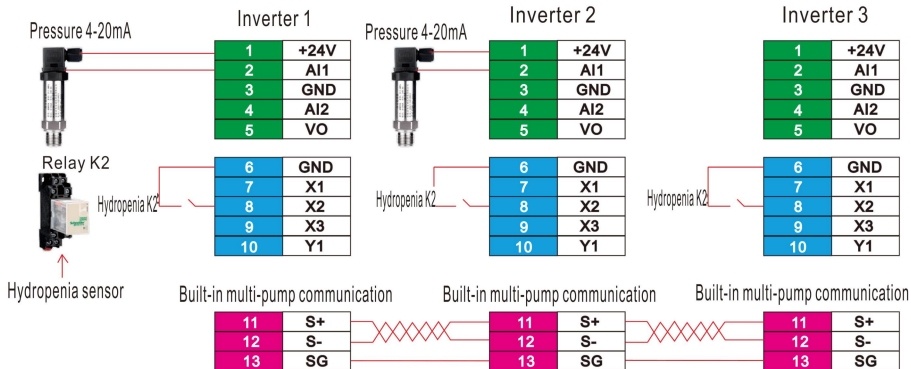 Inverter 1
Inverter 2
Inverter 3
Pressure 4-20mA
Pressure 4-20mA
1 +24V
2 AI1
3 GND
4 AI2
5 VO
1 +24V
2 AI1
3 GND
4 AI2
5 VO
1 +24V
2 AI1
3 GND
4 AI2
5 VO
Relay K2
Hydropenia K2
6 GND
7 X1
8 X2
9 X3
10 Y1
Hydropenia K2
6 GND
7 X1
8 X2
9 X3
10 Y1
Hydropenia K2
6 GND
7 X1
8 X2
9 X3
10 Y1
Hydropenia sensor
Built-in multi-pump communication
Built-in multi-pump communication
Built-in multi-pump communication
11 S+
12 S-
13 SG
11 S+
12 S-
13 SG
11 S+
12 S-
13 SG